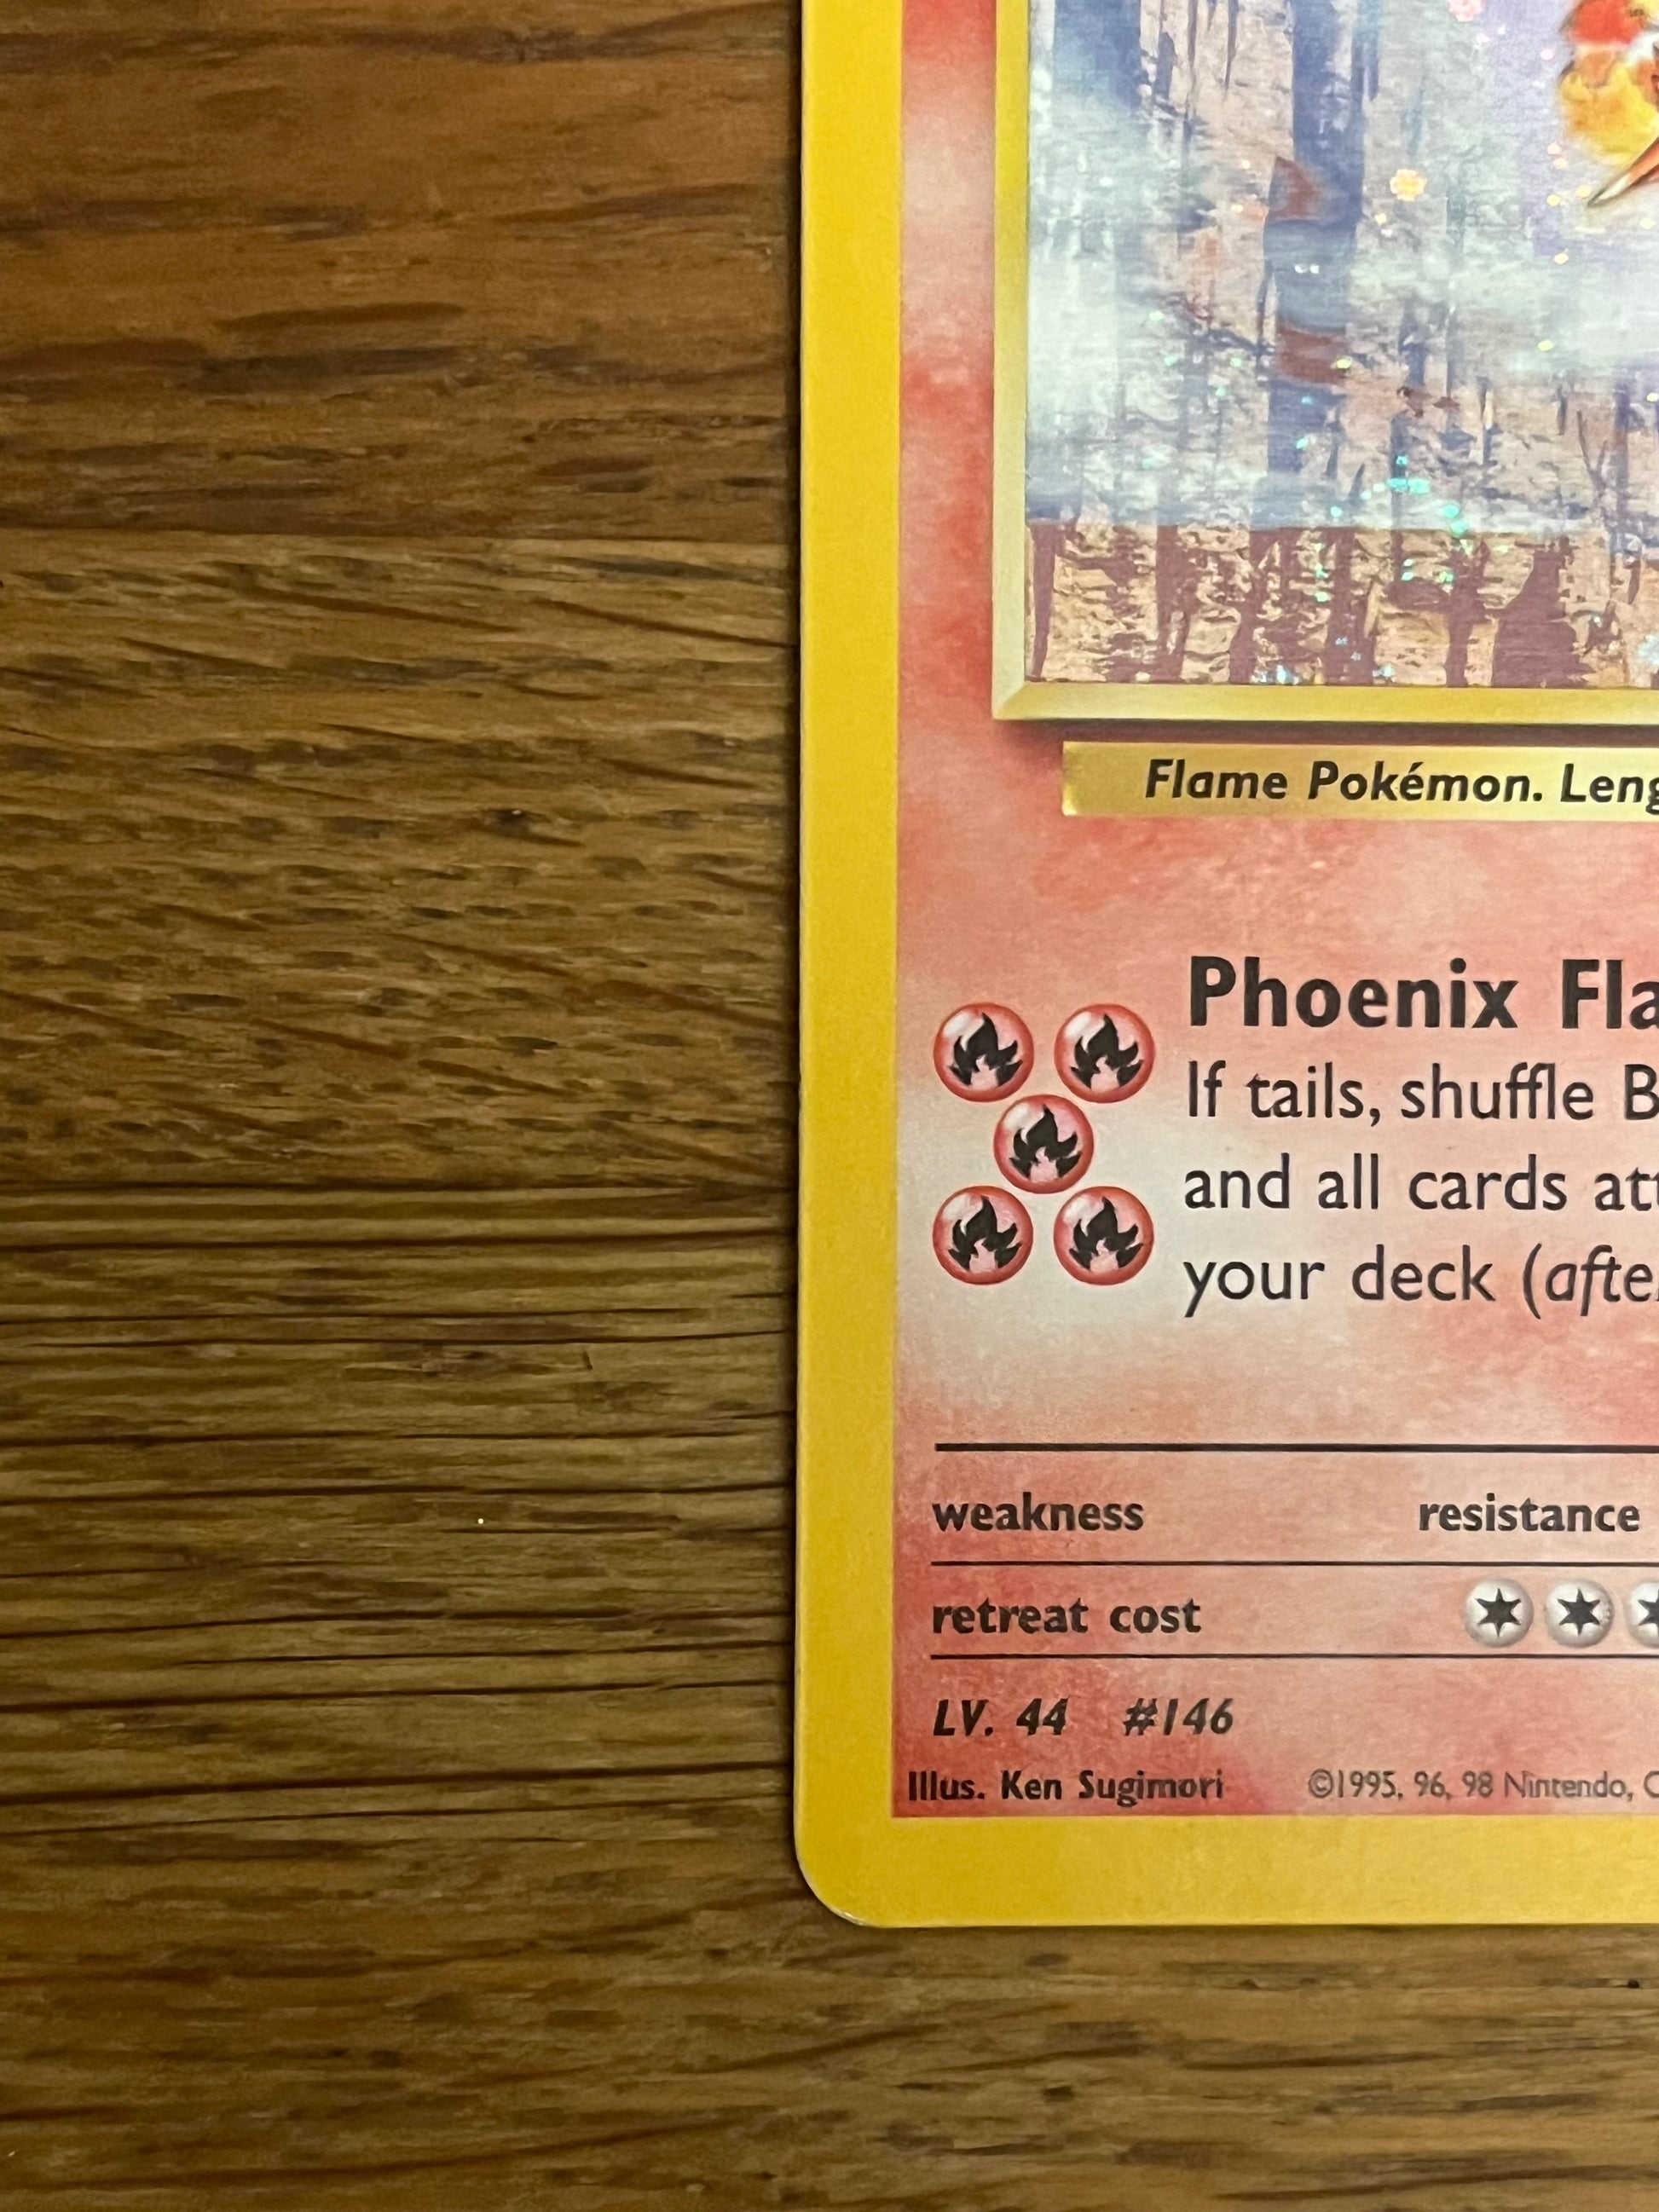 Flame Pokémon. Leng
Phoenix Fla
If tails, shuffle B
and all cards att
your deck (afte
weakness resistance
retreat cost
LV. 44 #146
Illus. Ken Sugimori ©1995, 96, 98 Nintendo, C